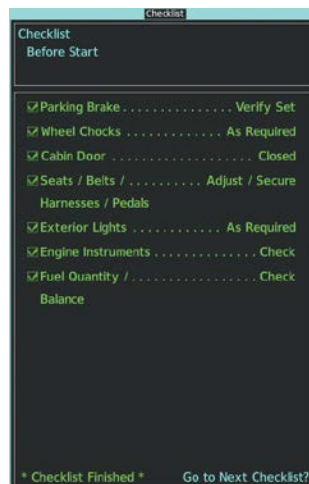 Checklist
Checklist
Before Start
Parking Brake . . . . . . . . . . . . . . . Verify Set
Wheel Chocks . . . . . . . . . . . . . As Required
Cabin Door . . . . . . . . . . . . . . . . . . . Closed
Seats / Belts / . . . . . . . . . . Adjust / Secure
Harnesses / Pedals
Exterior Lights . . . . . . . . . . . . As Required
Engine Instruments . . . . . . . . . . . . . Check
Fuel Quantity / . . . . . . . . . . . . . . . . Check
Balance
* Checklist Finished * Go to Next Checklist?